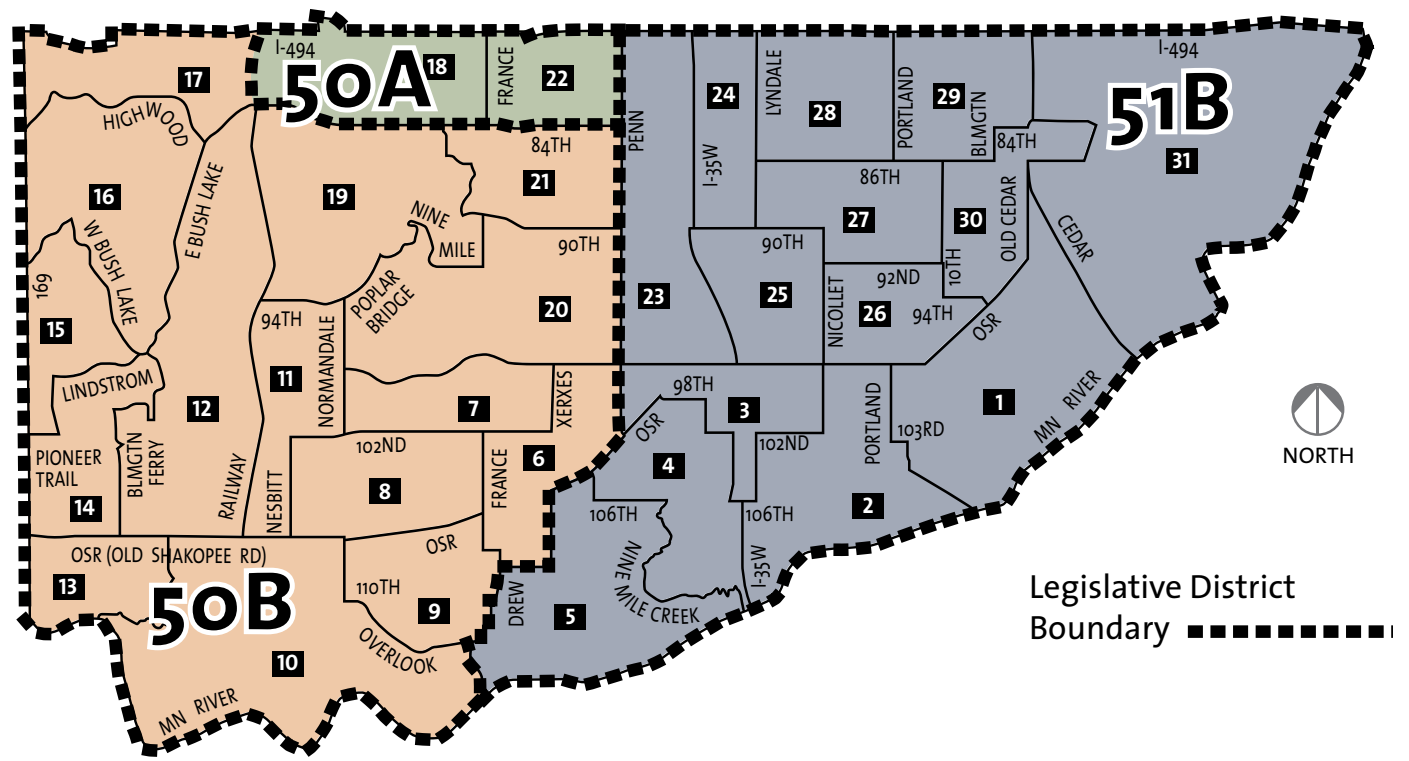 I-494
I-494
17
50A
18
FRANCE
22
PENN
24
LYNDALE
28
PORTLAND
29
BLMGTN
51B
HIGHWOOD
84TH
84TH
31
I-35W
86TH
16
E BUSH LAKE
19
21
NINE
MILE
27
30
OLD CEDAR
CEDAR
W BUSH LAKE
90TH
90TH
10TH
169
POPLAR
BRIDGE
20
23
25
NICOLLET
92ND
26
94TH
OSR
15
94TH
NORMANDALE
LINDSTROM
11
12
7
XERXES
98TH
3
PORTLAND
1
MN RIVER
NORTH
BLMGTN
FERRY
102ND
OSR
102ND
103RD
PIONEER
TRAIL
14
RAILWAY
NESBITT
8
FRANCE
6
4
106TH
106TH
2
OSR (OLD SHAKOPEE RD)
OSR
I-35W
13
50B
110TH
9
DREW
5
NINE MILE CREEK
10
OVERLOOK
MN RIVER
Legislative District
Boundary